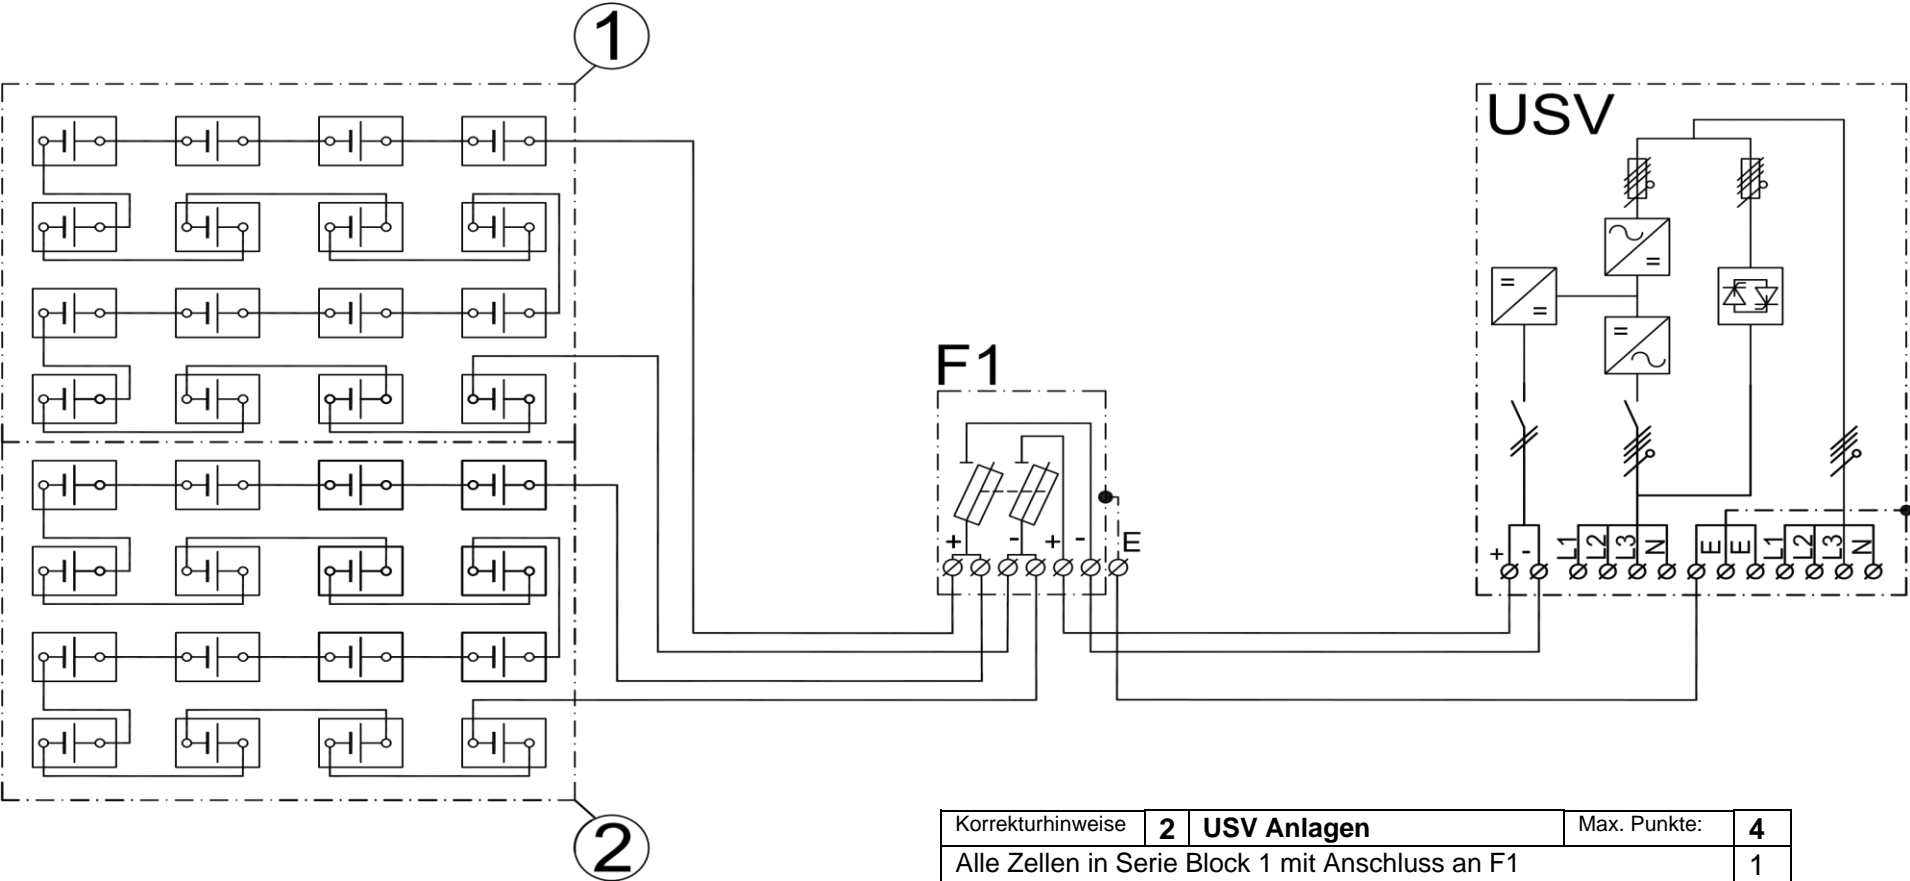 1
USV
F1
+ - + - E
+ - L1 L2 L3 N E E L1 L2 L3 N
2
Korrekturhinweise 2 USV Anlagen Max. Punkte: 4
Alle Zellen in Serie Block 1 mit Anschluss an F1 1